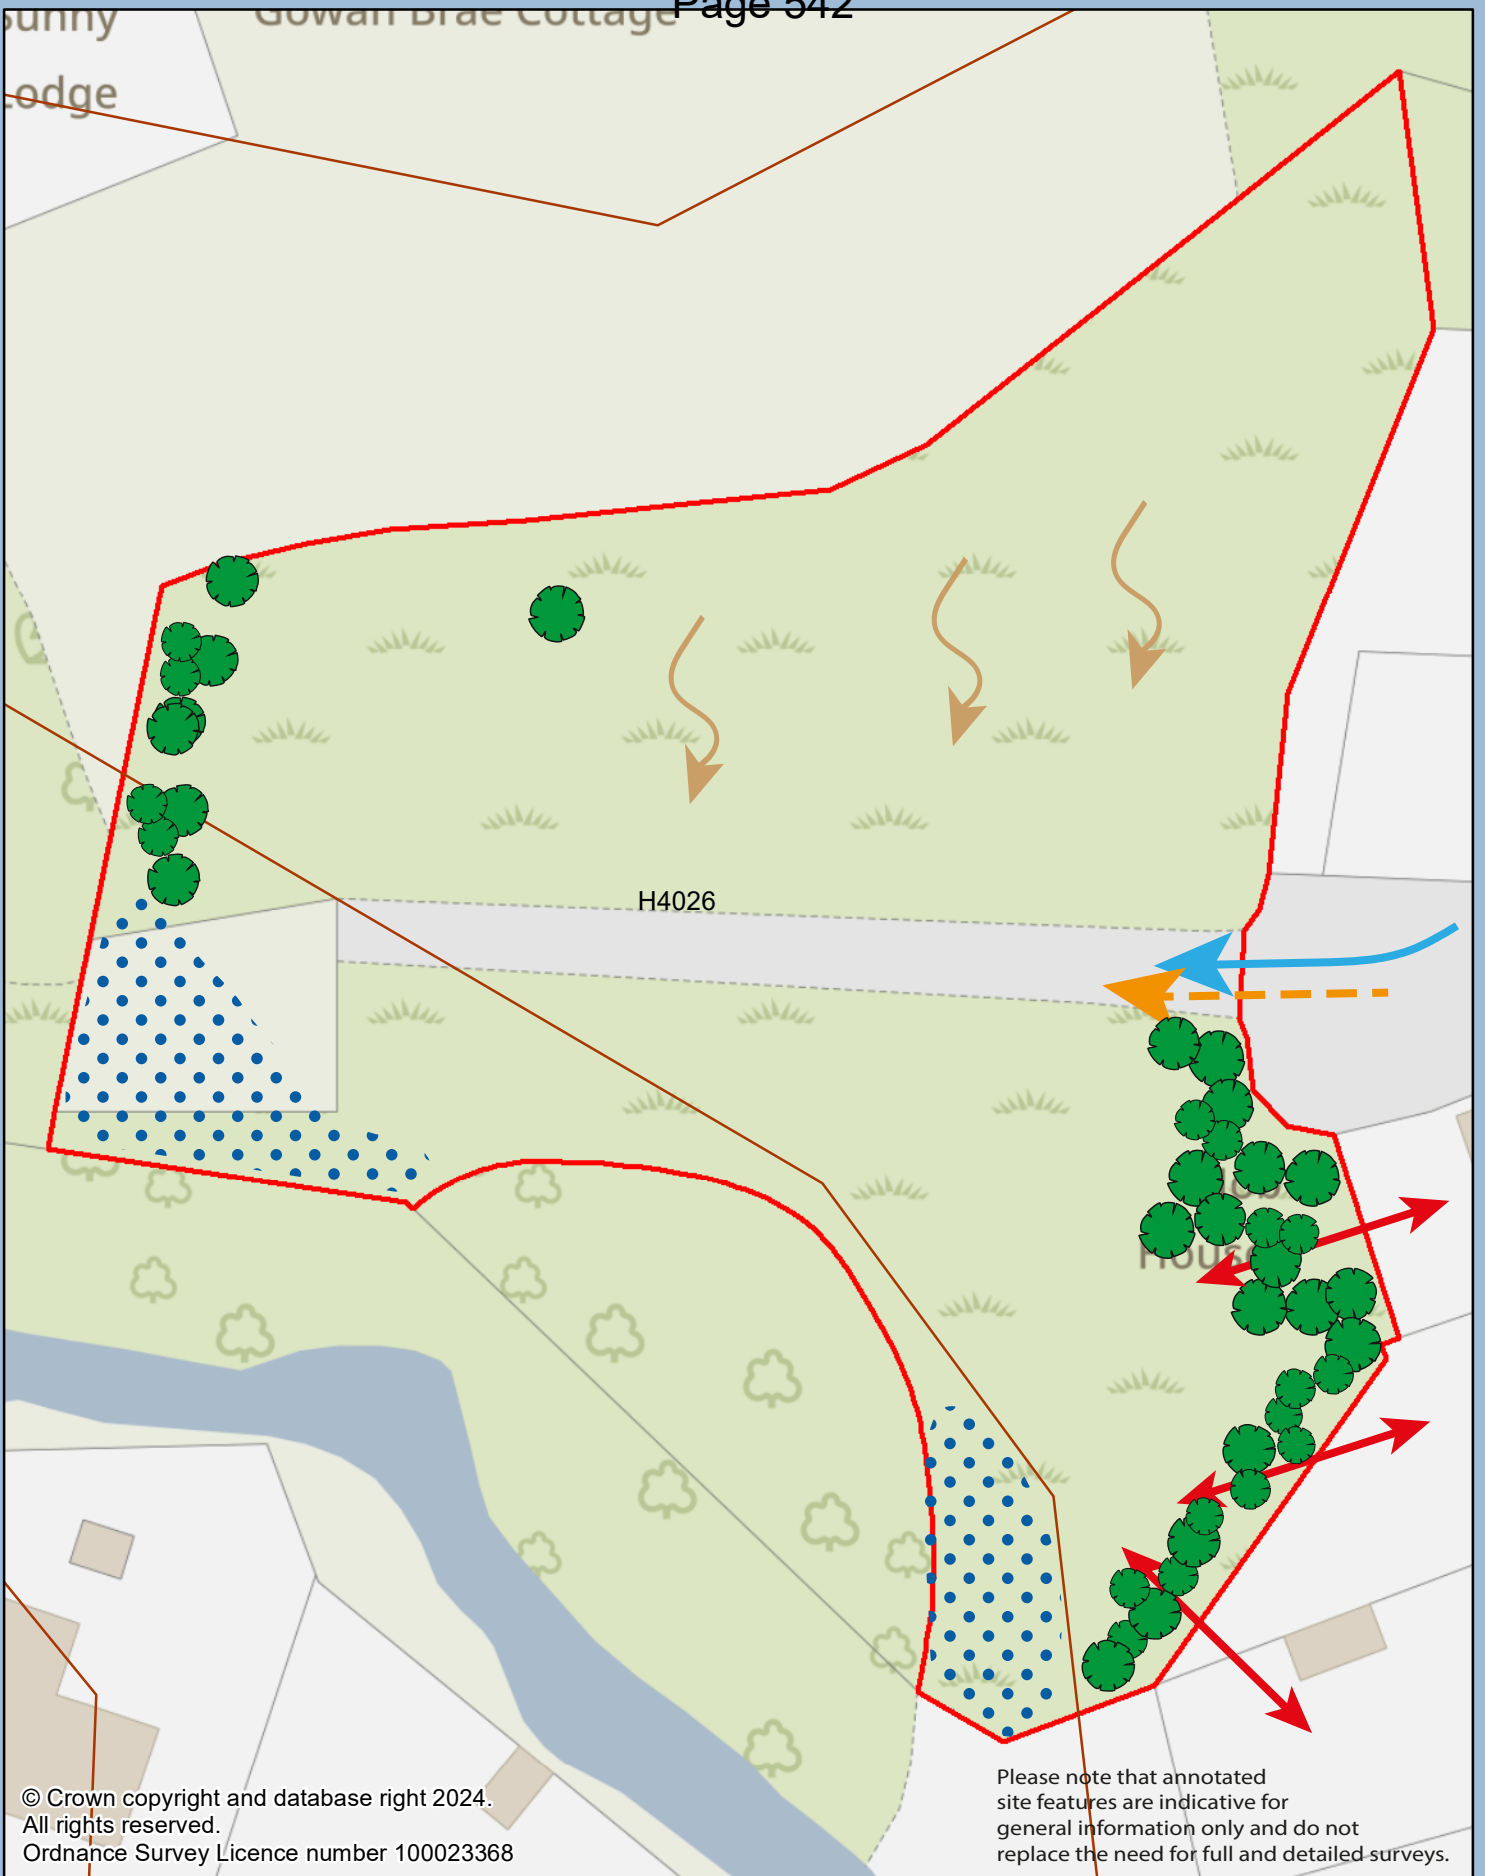 Page 542
Sunny
Gowan Brae Cottage
Lodge
H4026
House
© Crown copyright and database right 2024.
All rights reserved.
Ordnance Survey Licence number 100023368
Please note that annotated
site features are indicative for
general information only and do not
replace the need for full and detailed surveys.